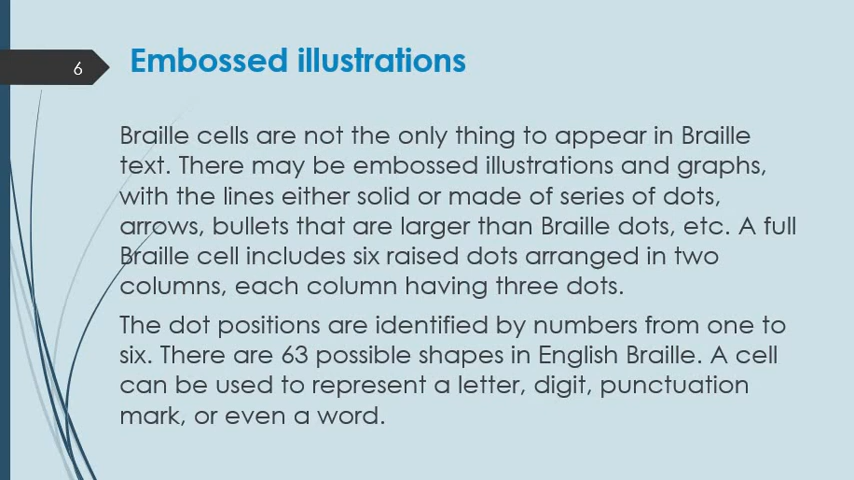 6
Embossed illustrations
Braille cells are not the only thing to appear in Braille
text. There may be embossed illustrations and graphs,
with the lines either solid or made of series of dots,
arrows, bullets that are larger than Braille dots, etc. A full
Braille cell includes six raised dots arranged in two
columns, each column having three dots.
The dot positions are identified by numbers from one to
six. There are 63 possible shapes in English Braille. A cell
can be used to represent a letter, digit, punctuation
mark, or even a word.